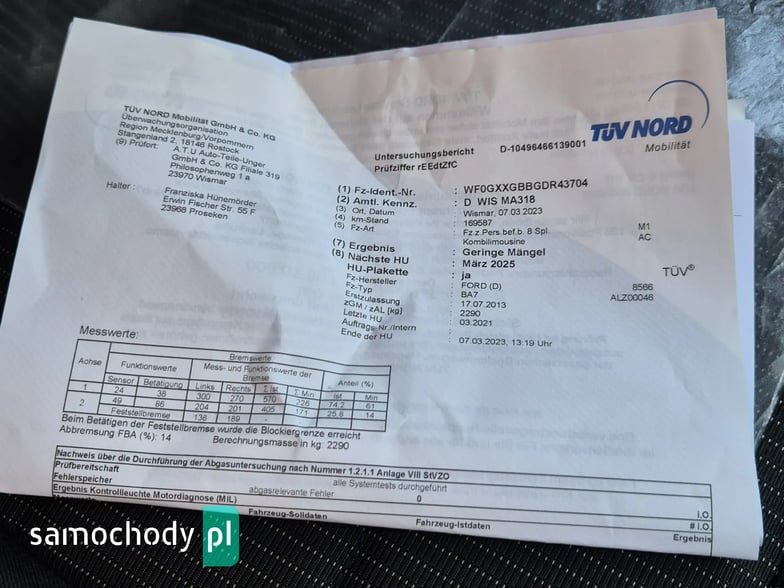 TÜV NORD Mobilität GmbH & Co. KG
Überwachungsorganisation
Region Mecklenburg/Vorpommern
Stangenland 2, 18146 Rostock
(9) Prüfort: A.T.U Auto-Teile-Unger
GmbH & Co. KG Filiale 319
Philosophenweg 1 a
23970 Wismar
Halter: Franziska Hünemörder
Erwin Fischer Str. 55 F
23968 Proseken
TÜV NORD
Mobilität
Untersuchungsbericht D-10496466139001
Prüfziffer rEEdtZfC
(1) Fz-Ident.-Nr. : WF0GXXGBBGDR43704
(2) Amtl. Kennz. : D WIS MA318
(3) Ort, Datum : Wismar, 07.03.2023
(4) km-Stand : 169587
(5) Fz-Art : Fz.z.Pers.bef.b. 8 Spl. M1
Kombilimousine AC
(7) Ergebnis : Geringe Mängel
(8) Nächste HU : März 2025
HU-Plakette : ja TÜV®
Fz-Hersteller : FORD (D) 8566
Fz-Typ : BA7 ALZ00046
Erstzulassung : 17.07.2013
zGM / zAL [kg] : 2290
Letzte HU : 03.2021
Auftrags-Nr./Intern :
Ende der HU : 07.03.2023, 13:19 Uhr
Messwerte:
Bremswerte
Achse Funktionswerte Mess- und Funktionswerte der Bremse Anteil (%)
Sensor Betätigung Links Rechts Σ Ist Σ Min Ist Min
1 24 38 300 270 570 226 74.2 61
2 49 66 204 201 405 171 25.8 14
Feststellbremse 138 189 -
Beim Betätigen der Feststellbremse wurde die Blockiergrenze erreicht
Abbremsung FBA (%): 14 Berechnungsmasse in kg: 2290
Nachweis über die Durchführung der Abgasuntersuchung nach Nummer 1.2.1.1 Anlage VIII StVZO
Prüfbereitschaft alle Systemtests durchgeführt
Fehlerspeicher abgasrelevante Fehler 0
Ergebnis Kontrollleuchte Motordiagnose (MIL) i.O.
# i.O.
Fahrzeug-Solldaten Fahrzeug-Istdaten Ergebnis
samochody pl